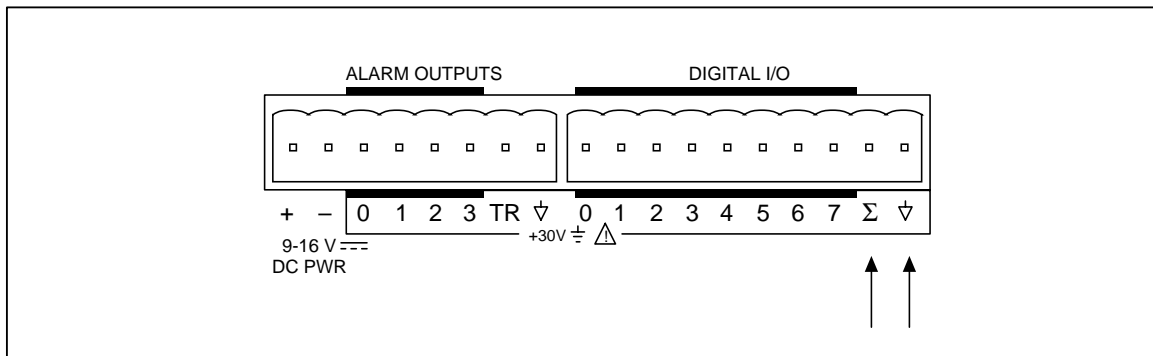 ALARM OUTPUTS DIGITAL I/O
+ – 0 1 2 3 TR 0 1 2 3 4 5 6 7 Σ
+30V
9-16 V
DC PWR